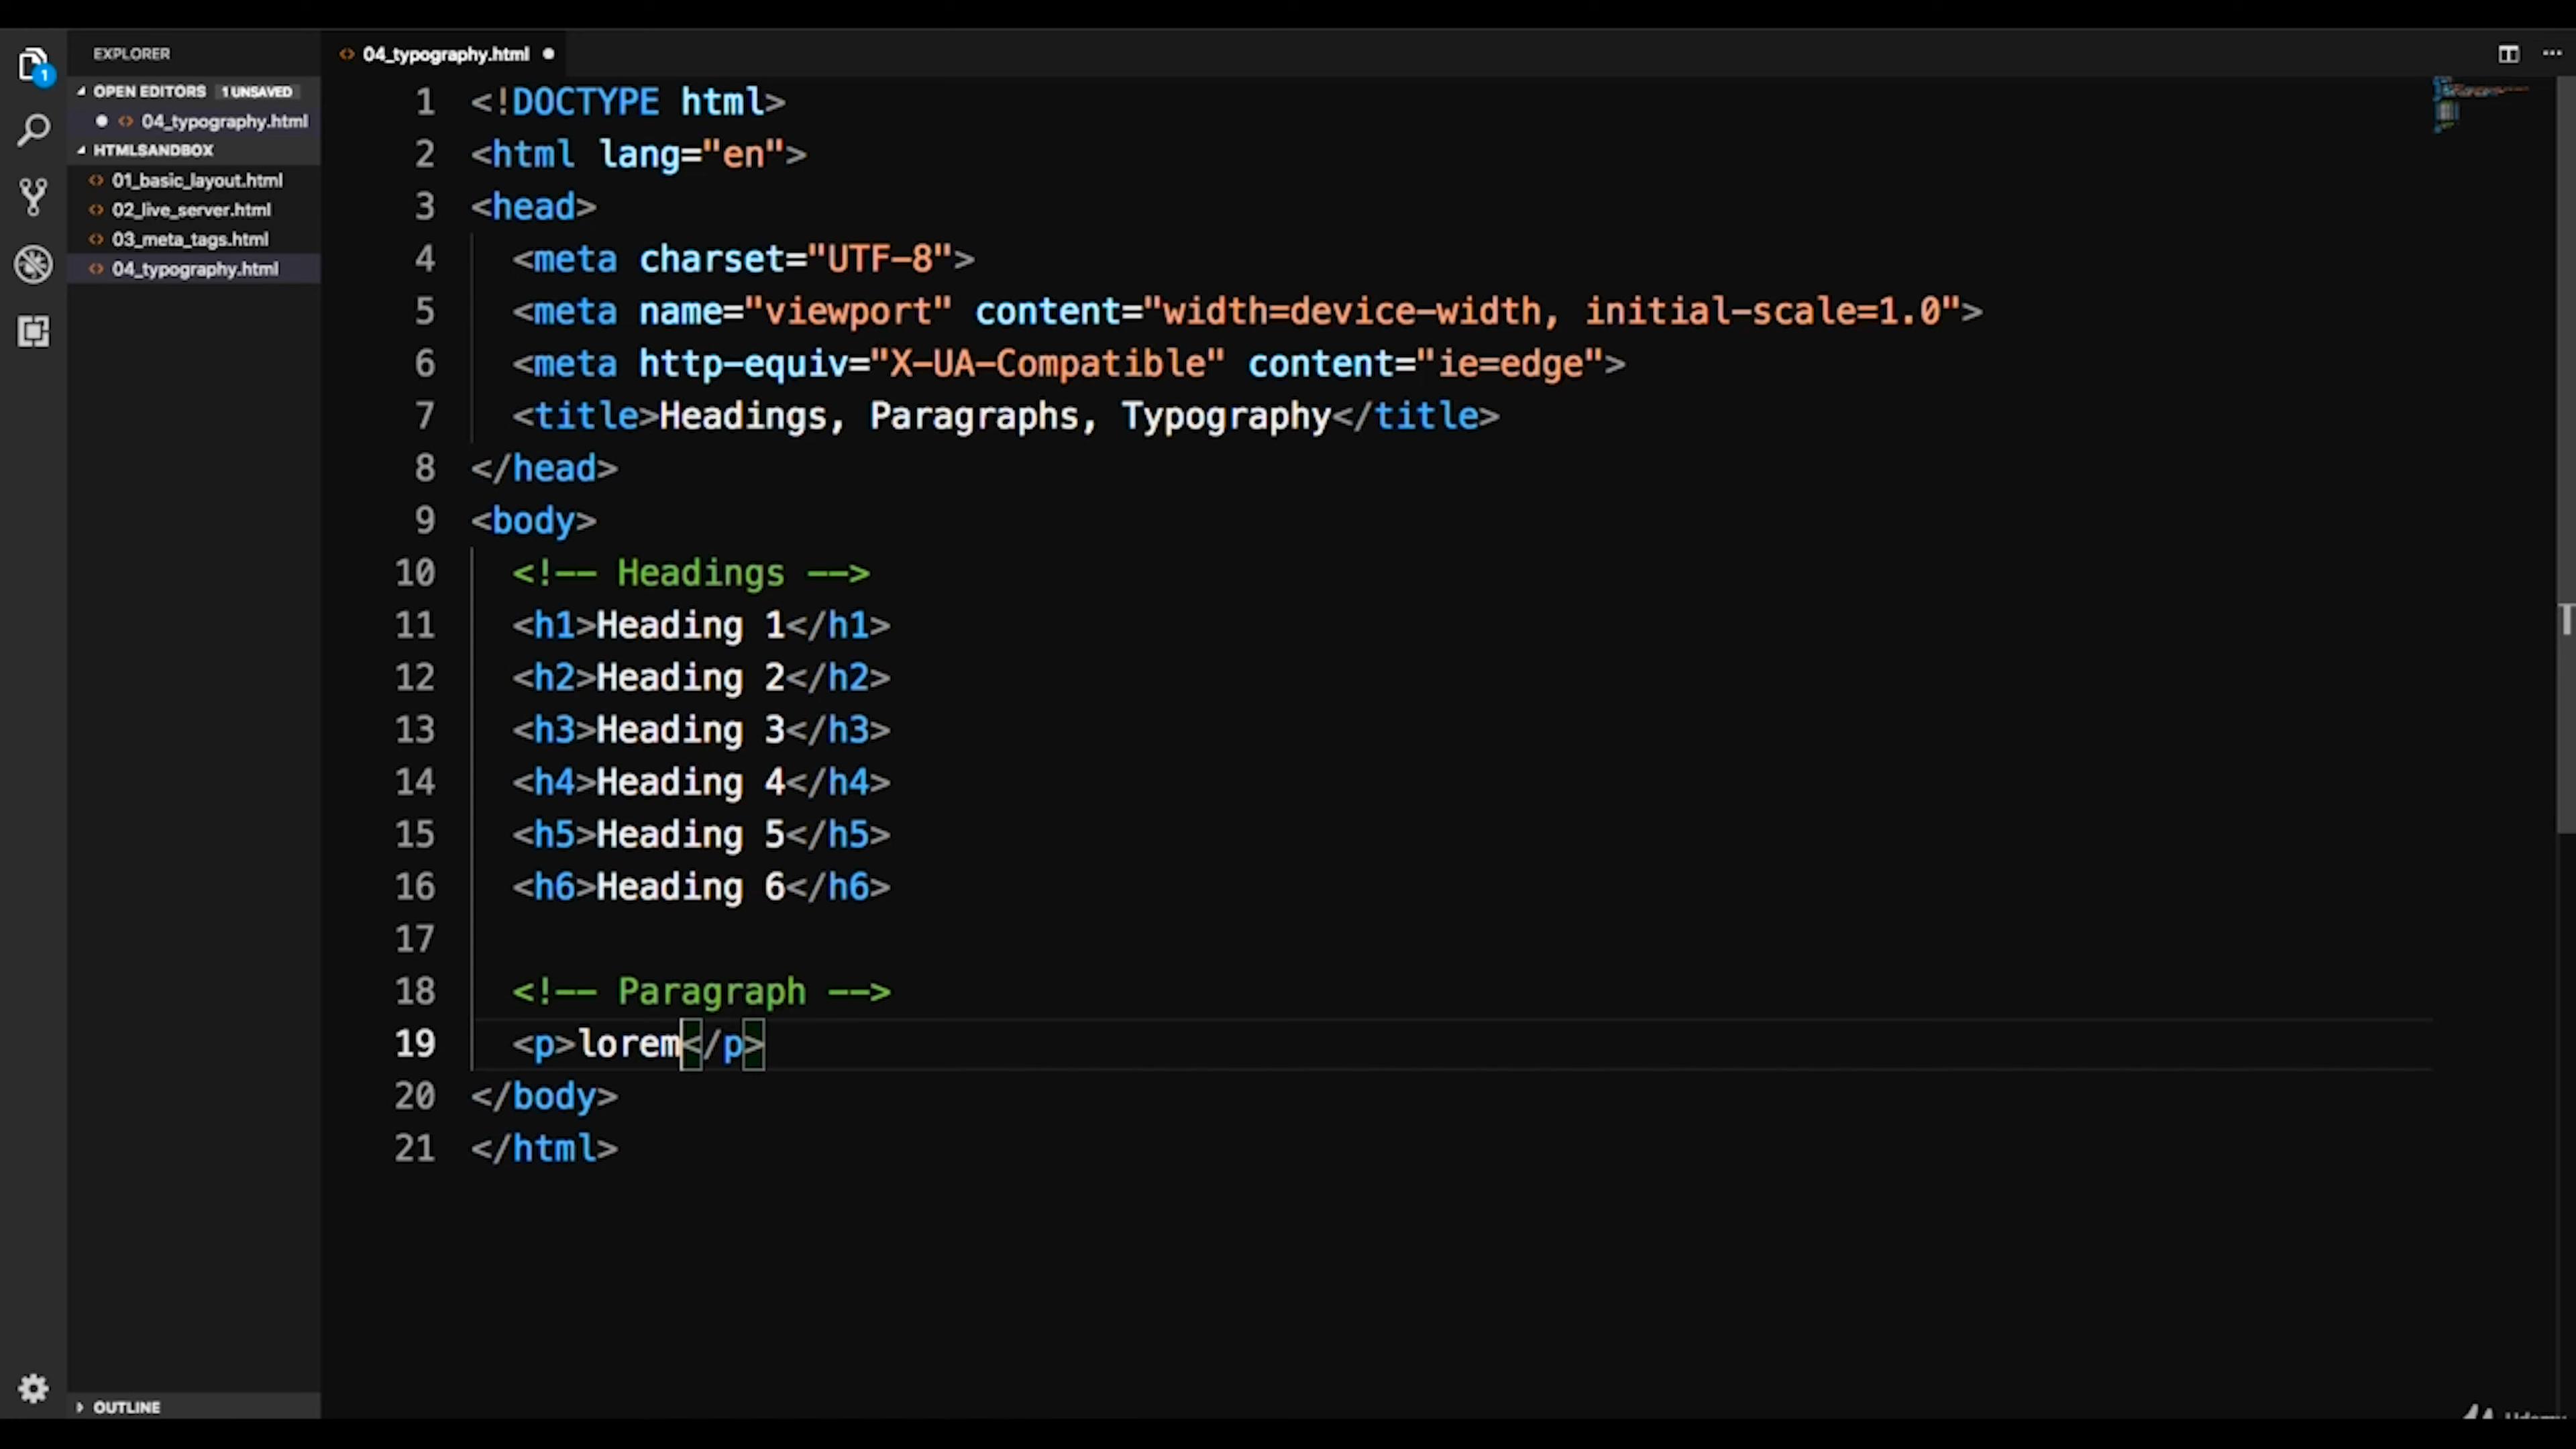 EXPLORER
OPEN EDITORS 1 UNSAVED
04_typography.html
HTMLSANDBOX
01_basic_layout.html
02_live_server.html
03_meta_tags.html
04_typography.html
OUTLINE
1
04_typography.html
1 <!DOCTYPE html>
2 <html lang="en">
3 <head>
4 <meta charset="UTF-8">
5 <meta name="viewport" content="width=device-width, initial-scale=1.0">
6 <meta http-equiv="X-UA-Compatible" content="ie=edge">
7 <title>Headings, Paragraphs, Typography</title>
8 </head>
9 <body>
10 <!-- Headings -->
11 <h1>Heading 1</h1>
12 <h2>Heading 2</h2>
13 <h3>Heading 3</h3>
14 <h4>Heading 4</h4>
15 <h5>Heading 5</h5>
16 <h6>Heading 6</h6>
17
18 <!-- Paragraph -->
19 <p>lorem</p>
20 </body>
21 </html>